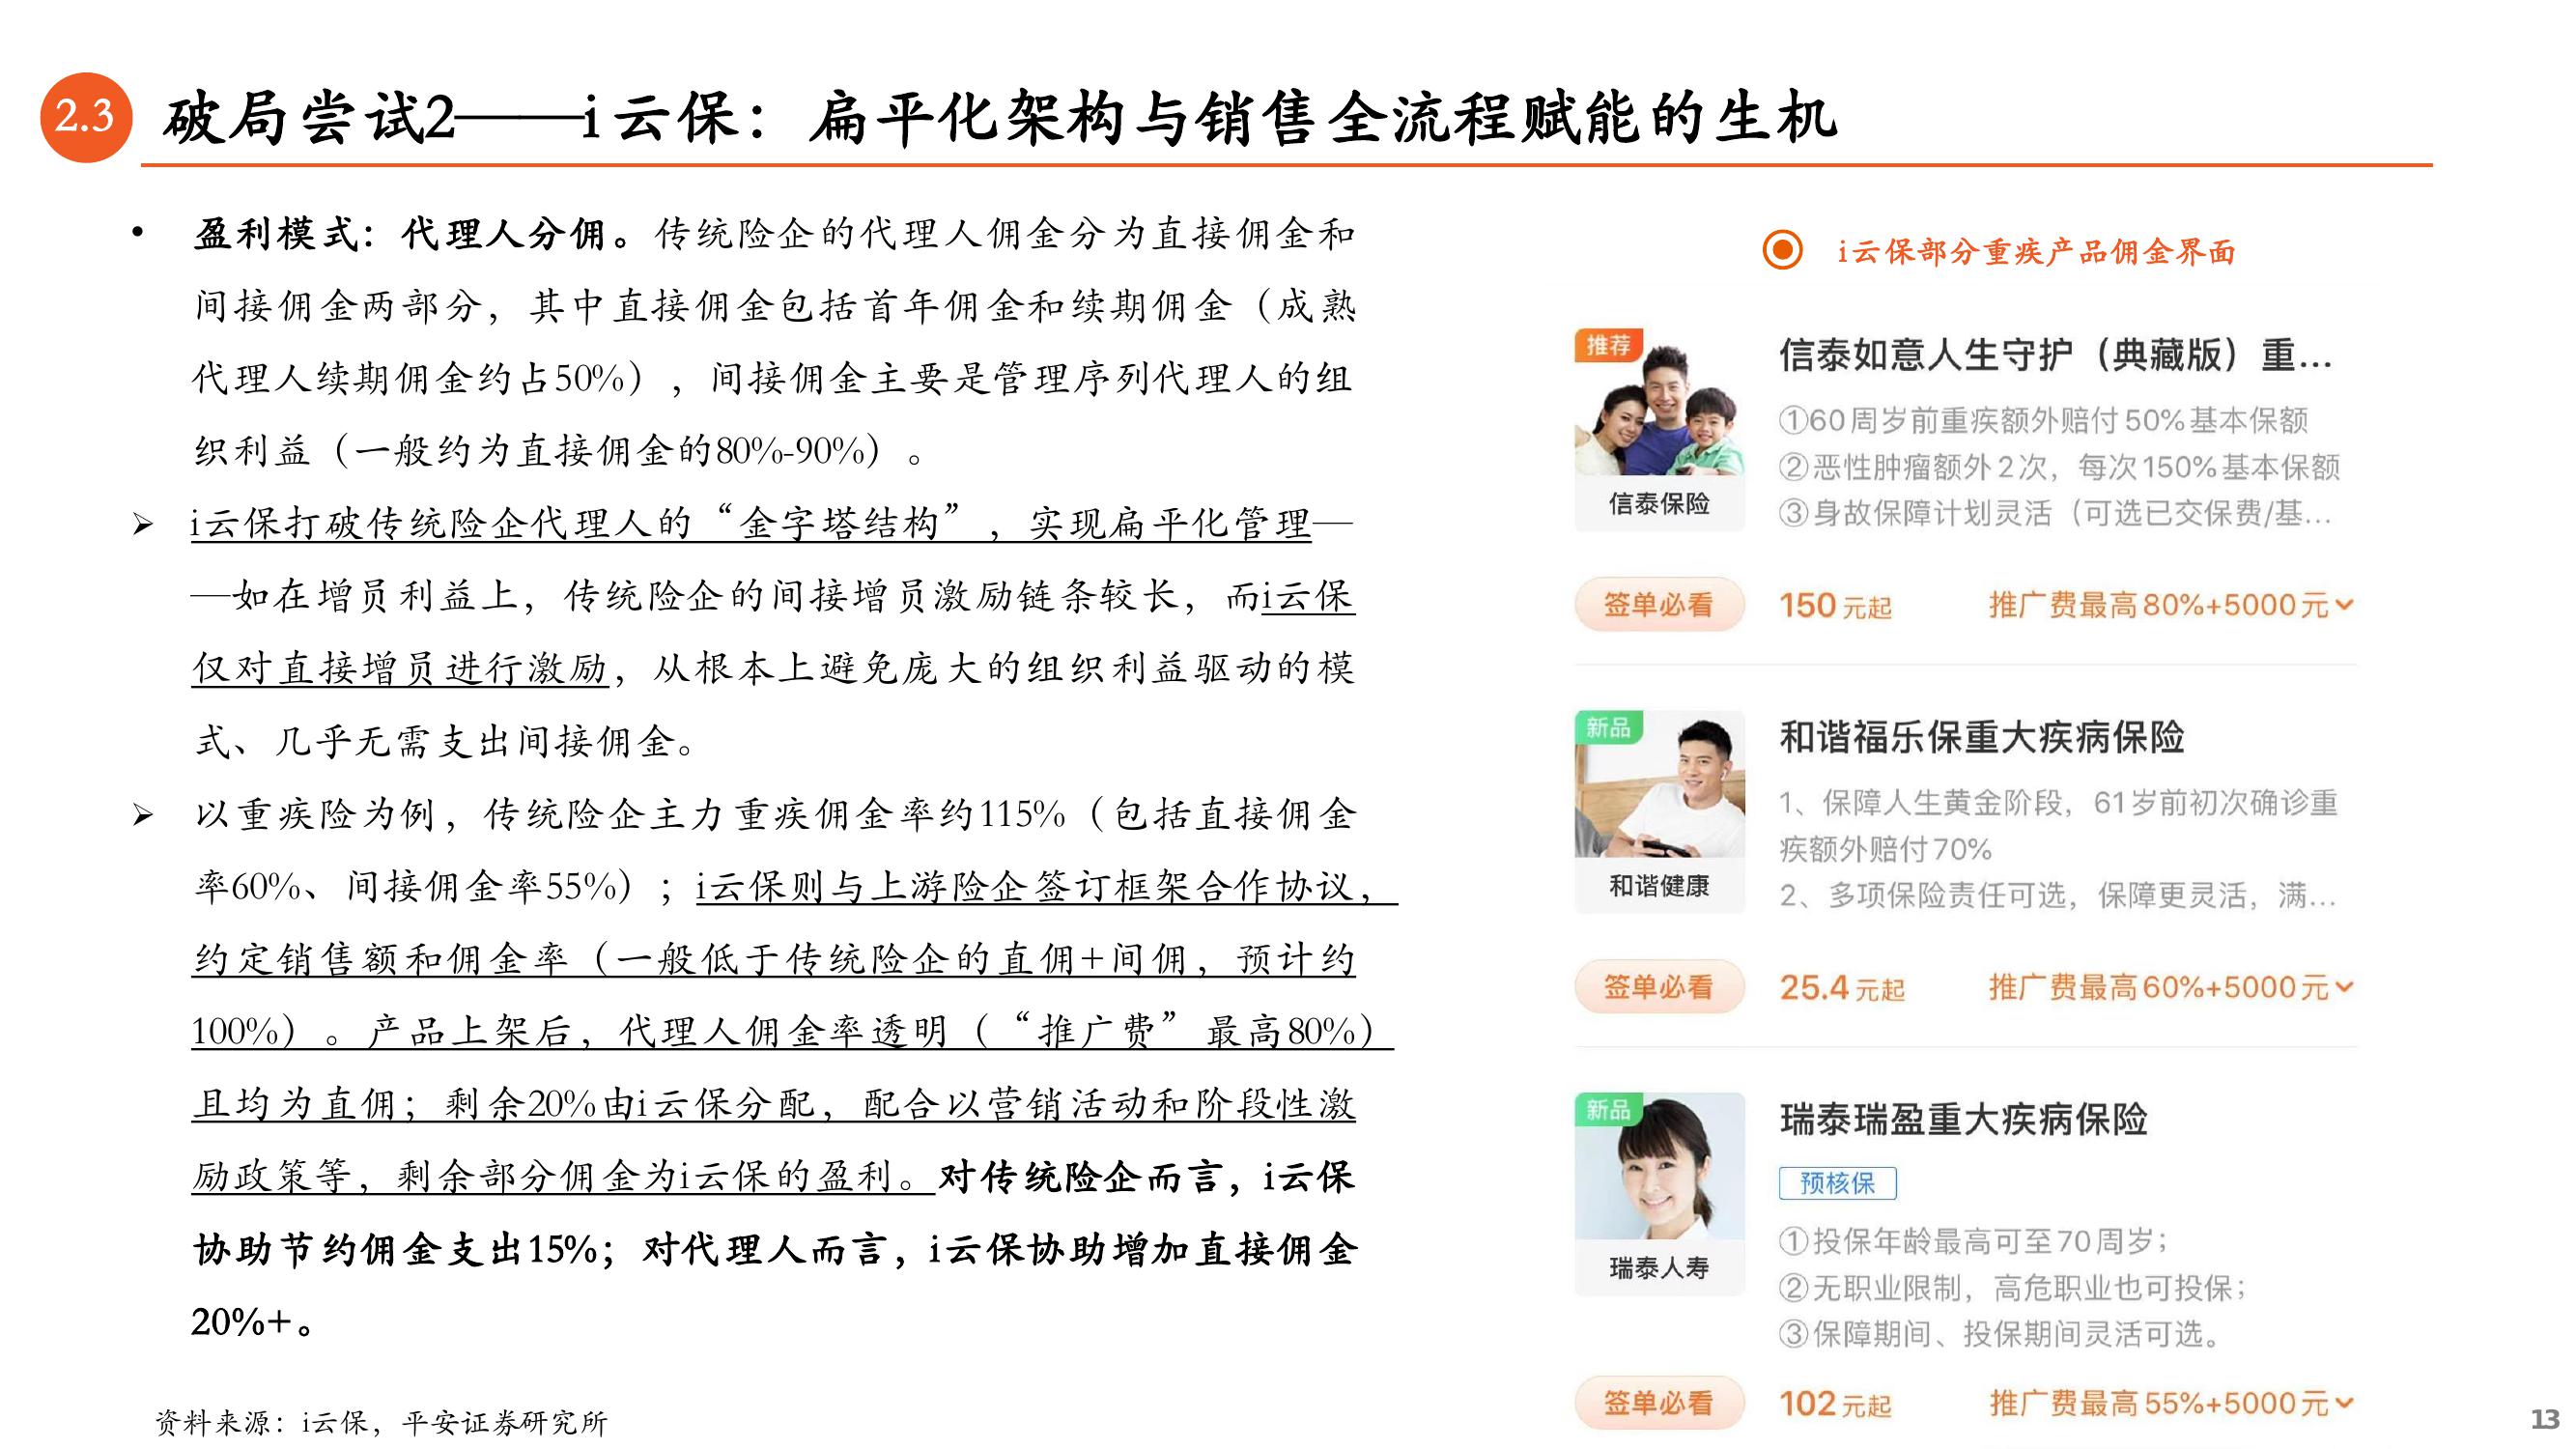 2.3
破局尝试2——i云保：扁平化架构与销售全流程赋能的生机
• 盈利模式：代理人分佣。传统险企的代理人佣金分为直接佣金和
间接佣金两部分，其中直接佣金包括首年佣金和续期佣金（成熟
代理人续期佣金约占50%），间接佣金主要是管理序列代理人的组
织利益（一般约为直接佣金的80%-90%）。
➢ i云保打破传统险企代理人的“金字塔结构”，实现扁平化管理—
—如在增员利益上，传统险企的间接增员激励链条较长，而i云保
仅对直接增员进行激励，从根本上避免庞大的组织利益驱动的模
式、几乎无需支出间接佣金。
➢ 以重疾险为例，传统险企主力重疾佣金率约115%（包括直接佣金
率60%、间接佣金率55%）；i云保则与上游险企签订框架合作协议，
约定销售额和佣金率（一般低于传统险企的直佣+间佣，预计约
100%）。产品上架后，代理人佣金率透明（“推广费”最高80%）
且均为直佣；剩余20%由i云保分配，配合以营销活动和阶段性激
励政策等，剩余部分佣金为i云保的盈利。对传统险企而言，i云保
协助节约佣金支出15%；对代理人而言，i云保协助增加直接佣金
20%+。
i云保部分重疾产品佣金界面
推荐
信泰保险
信泰如意人生守护（典藏版）重...
①60周岁前重疾额外赔付50%基本保额
②恶性肿瘤额外2次，每次150%基本保额
③身故保障计划灵活（可选已交保费/基...
签单必看 150元起 推广费最高80%+5000元
新品
和谐健康
和谐福乐保重大疾病保险
1、保障人生黄金阶段，61岁前初次确诊重
疾额外赔付70%
2、多项保险责任可选，保障更灵活，满...
签单必看 25.4元起 推广费最高60%+5000元
新品
瑞泰人寿
瑞泰瑞盈重大疾病保险
预核保
①投保年龄最高可至70周岁；
②无职业限制，高危职业也可投保；
③保障期间、投保期间灵活可选。
签单必看 102元起 推广费最高55%+5000元
资料来源：i云保，平安证券研究所
13